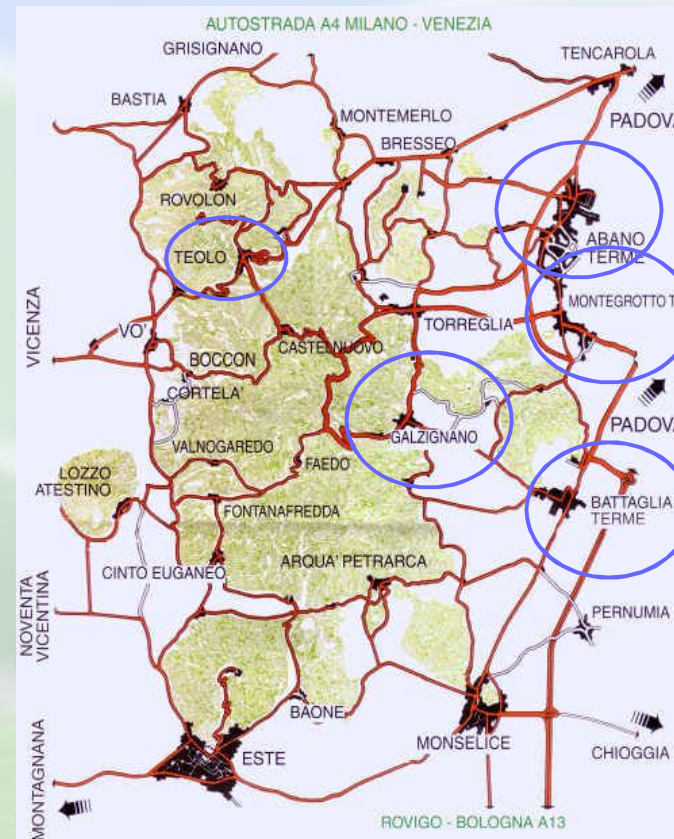 AUTOSTRADA A4 MILANO - VENEZIA
GRISIGNANO
TENCAROLA
BASTIA
MONTEMERLO
PADOVA
BRESSEO
ROVOLON
ABANO
TERME
TEOLO
MONTEGROTTO T
VICENZA
VO'
TORREGLIA
CASTELNUOVO
BOCCON
CORTELA'
PADOVA
GALZIGNANO
VALNOGAREDO
FAEDO
LOZZO
ATESTINO
BATTAGLIA
TERME
FONTANAFREDDA
ARQUA' PETRARCA
CINTO EUGANEO
NOVENTA
VICENTINA
PERNUMIA
BAONE
MONSELICE
ESTE
CHIOGGIA
MONTAGNANA
ROVIGO - BOLOGNA A13